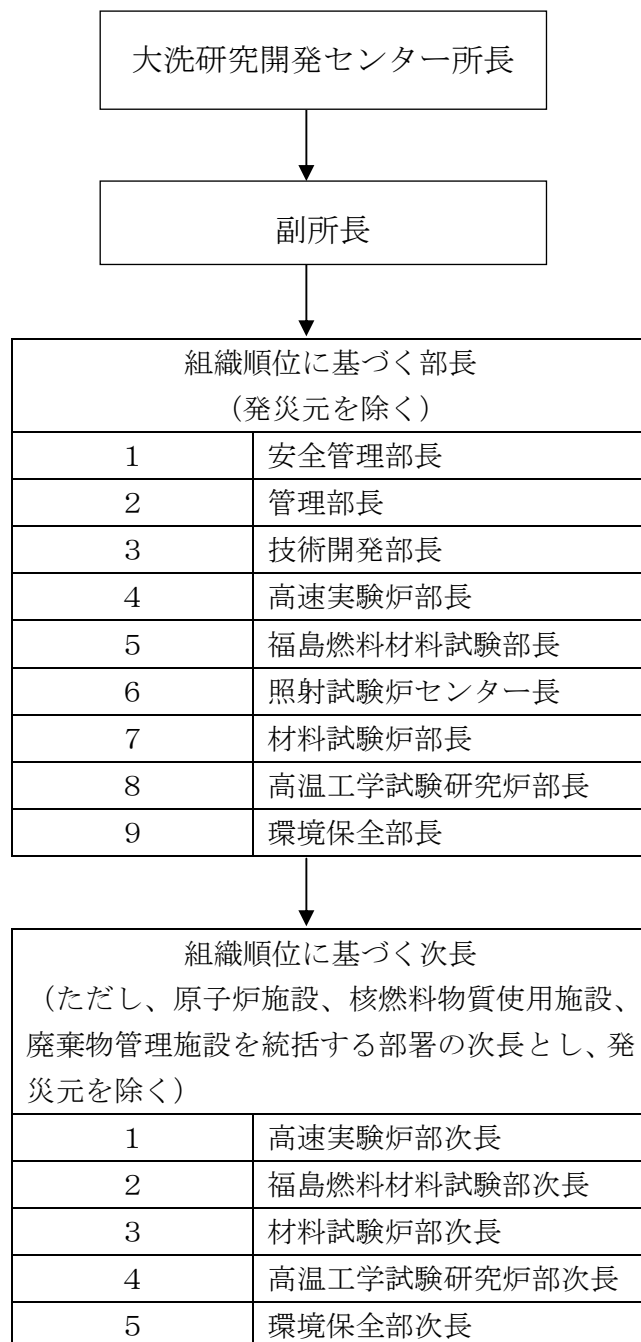 大洗研究開発センター所長
副所長
組織順位に基づく部長
（発災元を除く）
1 安全管理部長
2 管理部長
3 技術開発部長
4 高速実験炉部長
5 福島燃料材料試験部長
6 照射試験炉センター長
7 材料試験炉部長
8 高温工学試験研究炉部長
9 環境保全部長
組織順位に基づく次長
（ただし、原子炉施設、核燃料物質使用施設、
廃棄物管理施設を統括する部署の次長とし、発
災元を除く）
1 高速実験炉部次長
2 福島燃料材料試験部次長
3 材料試験炉部次長
4 高温工学試験研究炉部次長
5 環境保全部次長